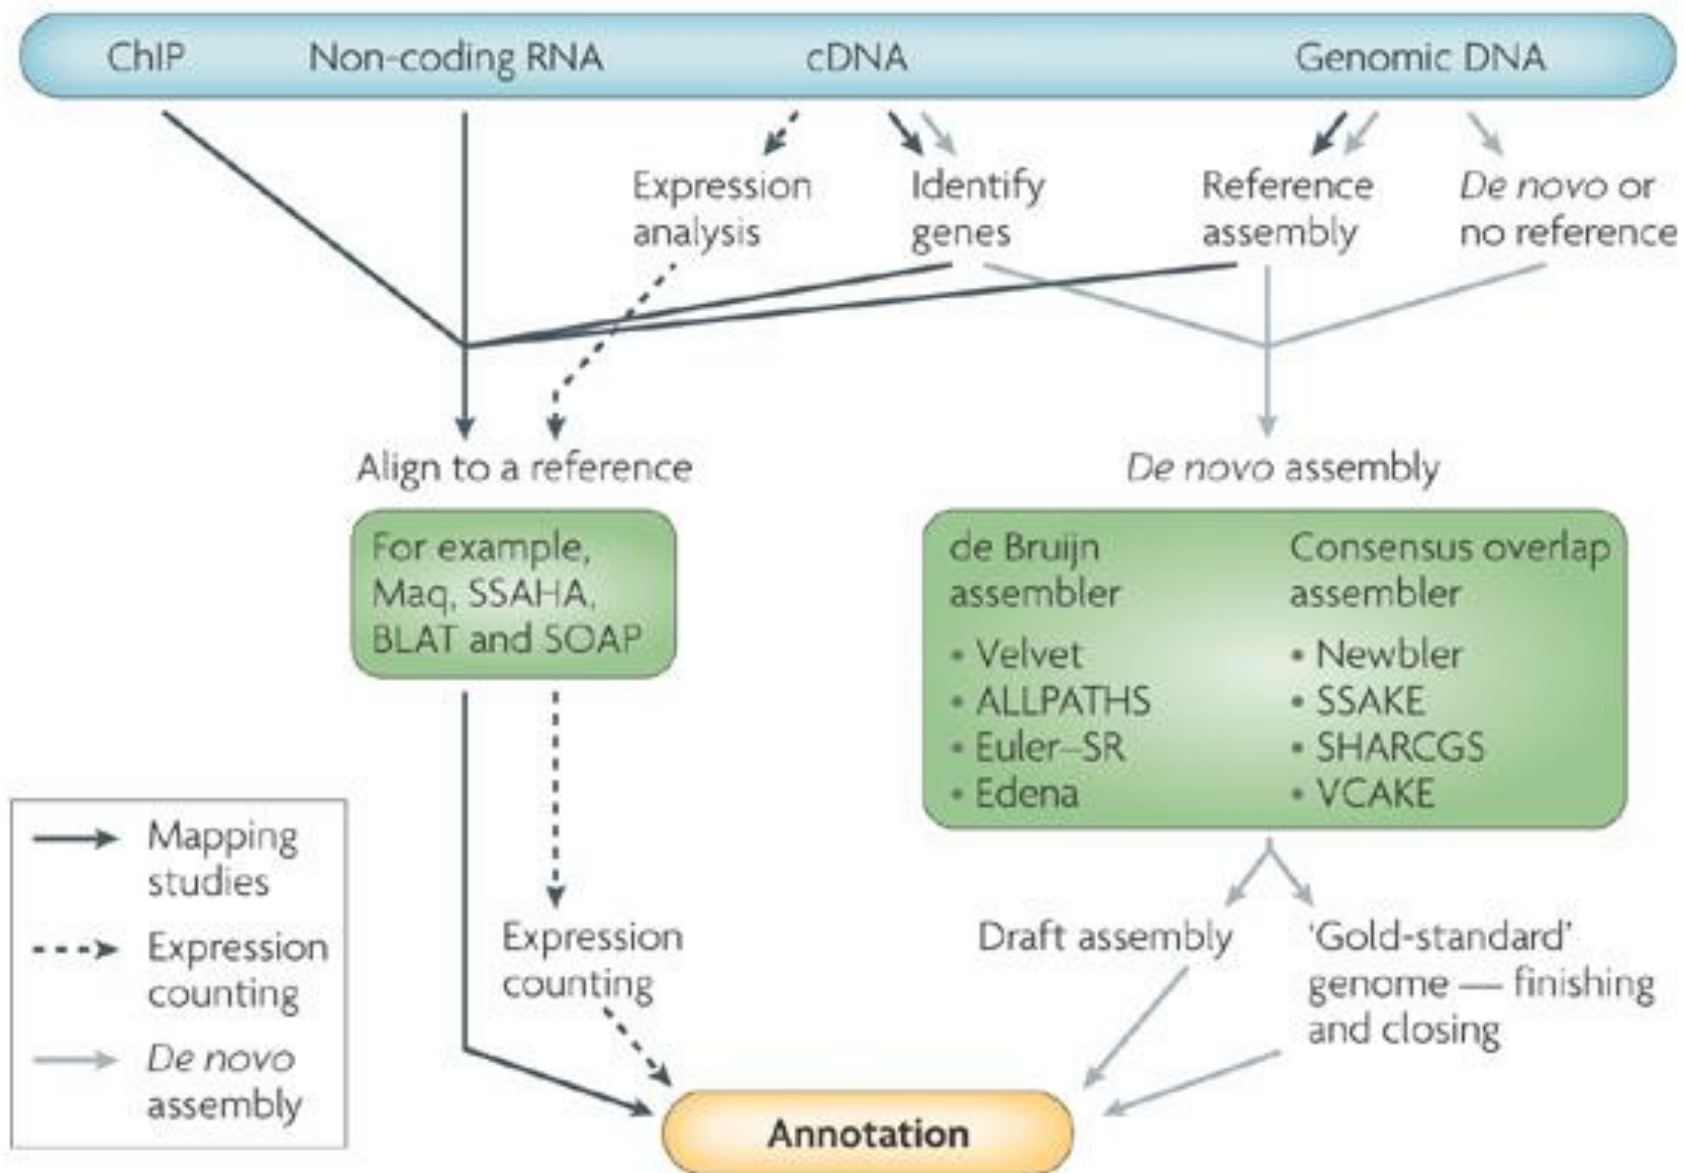 ChIP
Non-coding RNA
cDNA
Genomic DNA
Expression
analysis
Identify
genes
Reference
assembly
De novo or
no reference
Align to a reference
De novo assembly
For example,
Maq, SSAHA,
BLAT and SOAP
de Bruijn
assembler
• Velvet
• ALLPATHS
• Euler–SR
• Edena
Consensus overlap
assembler
• Newbler
• SSAKE
• SHARCGS
• VCAKE
Mapping
studies
Expression
counting
De novo
assembly
Expression
counting
Draft assembly
'Gold-standard'
genome — finishing
and closing
Annotation